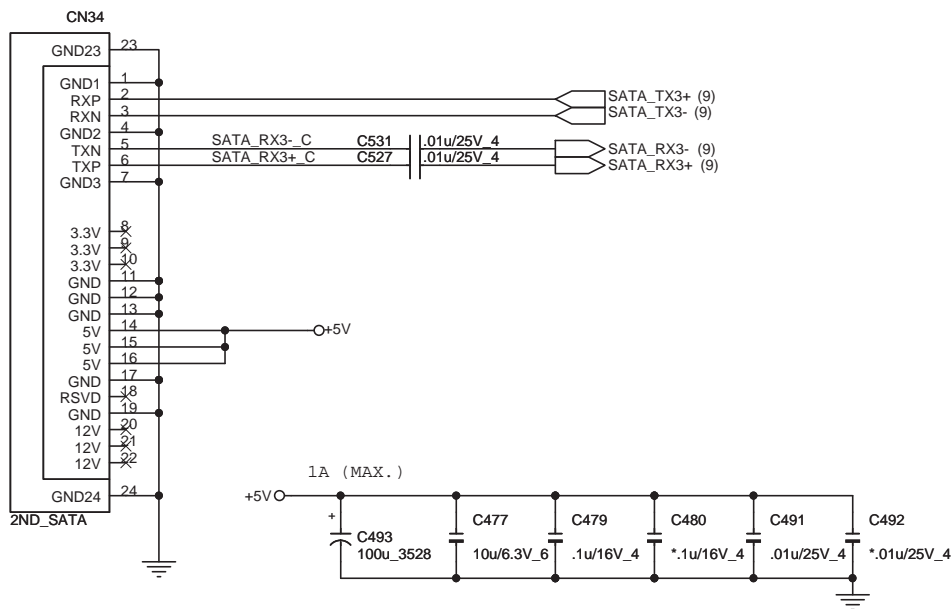 CN34
GND23 23
GND1 1
RXP 2 SATA_TX3+ (9)
RXN 3 SATA_TX3- (9)
GND2 4
TXN 5 SATA_RX3-_C C531 .01u/25V_4 SATA_RX3- (9)
TXP 6 SATA_RX3+_C C527 .01u/25V_4 SATA_RX3+ (9)
GND3 7
3.3V 8
3.3V 9
3.3V 10
GND 11
GND 12
GND 13
5V 14 +5V
5V 15
5V 16
GND 17
RSVD 18
GND 19
12V 20
12V 21
12V 22
GND24 24
2ND_SATA
1A (MAX.)
+5V
+ C493 C477 C479 C480 C491 C492
100u_3528 10u/6.3V_6 .1u/16V_4 *.1u/16V_4 .01u/25V_4 *.01u/25V_4